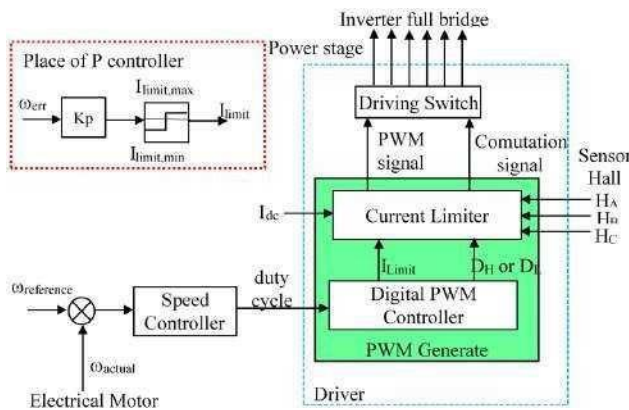 Inverter full bridge
Power stage
Place of P controller
I limit,max
ωerr
Kp
Ilimit
I limit,min
Driving Switch
PWM signal
Comutation signal
Sensor Hall
Idc
Current Limiter
HA
HB
HC
ILimit
DH or DL
ωreference
Speed Controller
duty cycle
Digital PWM Controller
PWM Generate
ωactual
Electrical Motor
Driver